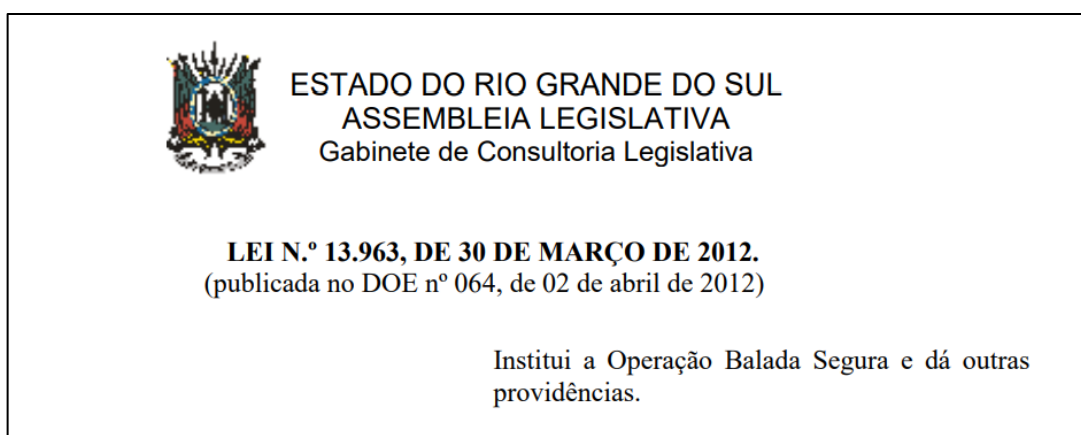 ESTADO DO RIO GRANDE DO SUL
ASSEMBLEIA LEGISLATIVA
Gabinete de Consultoria Legislativa
LEI N.º 13.963, DE 30 DE MARÇO DE 2012.
(publicada no DOE nº 064, de 02 de abril de 2012)
Institui a Operação Balada Segura e dá outras
providências.